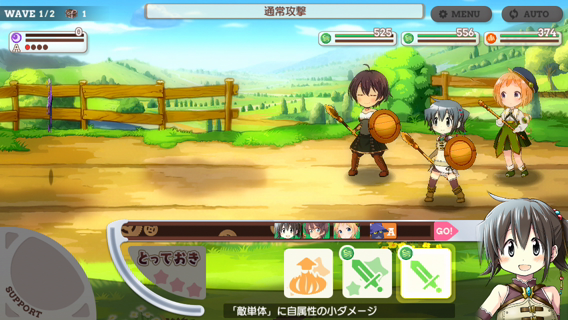 WAVE 1/2 1
通常攻撃
MENU
AUTO
0
525
556
374
GO!
とっておき
SUPPORT
「敵単体」に自属性の小ダメージ